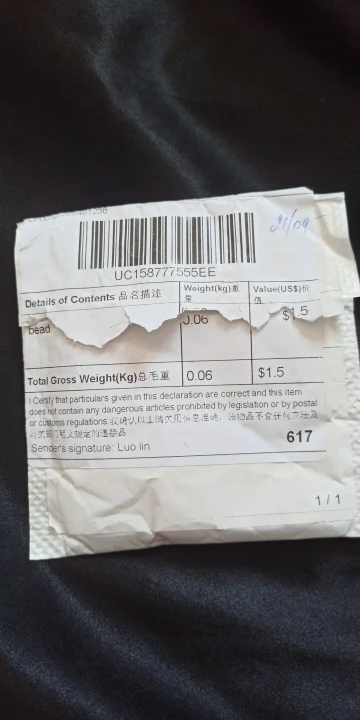 21/09
UC158777555EE
Details of Contents 品名描述 Weight(kg)重量 Value(US$)价值
bead 0.06 $1.5
Total Gross Weight(Kg)总毛重 0.06 $1.5
I Certify that particulars given in this declaration are correct and this item
does not contain any dangerous articles prohibited by legislation or by postal
or customs regulations.
Senders signature: Luo lin
617
1 / 1